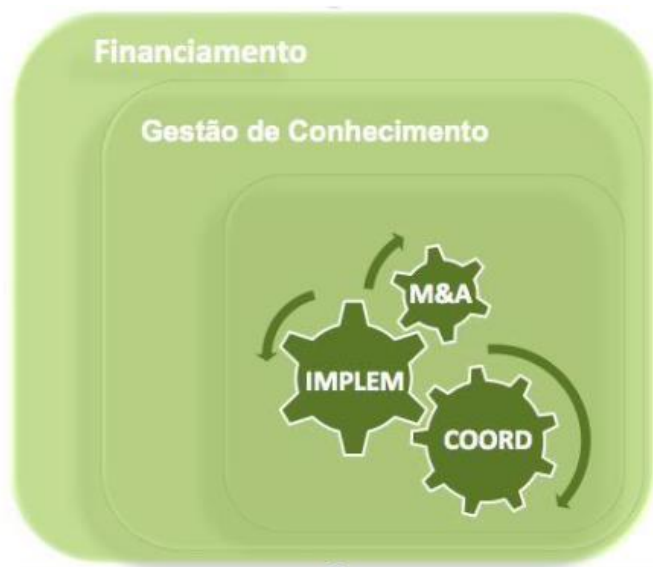 Financiamento
Gestão de Conhecimento
M&A
IMPLEM
COORD